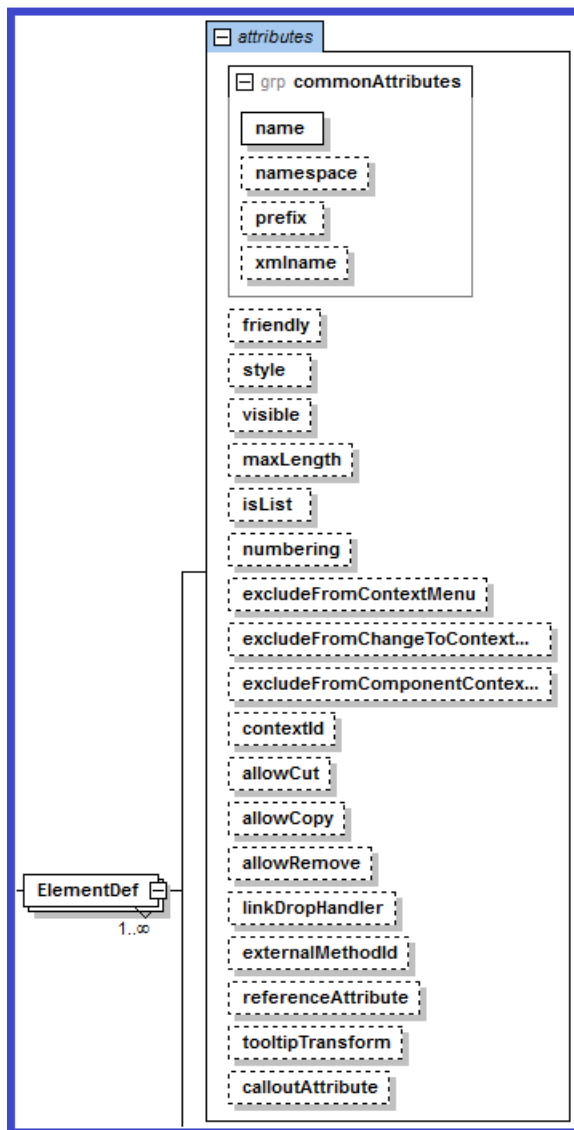 attributes
grp commonAttributes
name
namespace
prefix
xmlname
friendly
style
visible
maxLength
isList
numbering
excludeFromContextMenu
excludeFromChangeToContext...
excludeFromComponentContex...
contextId
allowCut
allowCopy
allowRemove
ElementDef
1..∞
linkDropHandler
externalMethodId
referenceAttribute
tooltipTransform
calloutAttribute